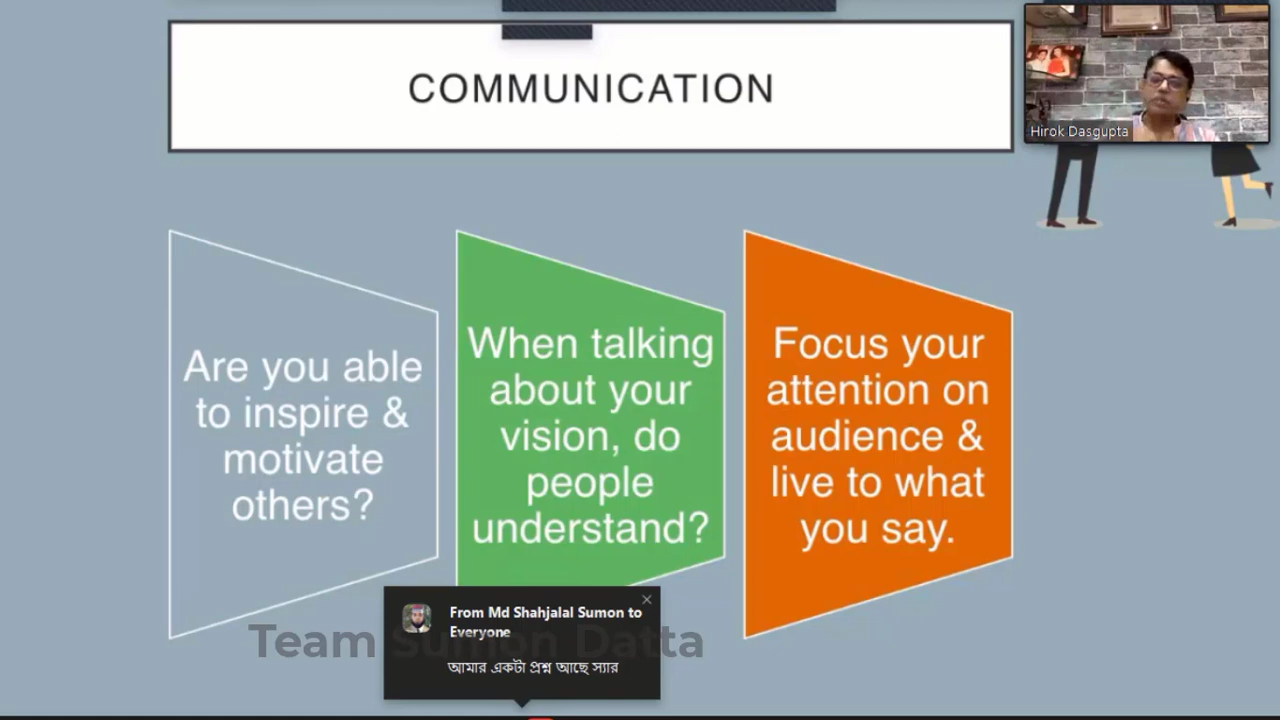 COMMUNICATION
Hirok Dasgupta
Are you able
to inspire &
motivate
others?
When talking
about your
vision, do
people
understand?
Focus your
attention on
audience &
live to what
you say.
From Md Shahjalal Sumon to
Everyone
আমার একটা প্রশ্ন আছে স্যার
Team Sumon Datta